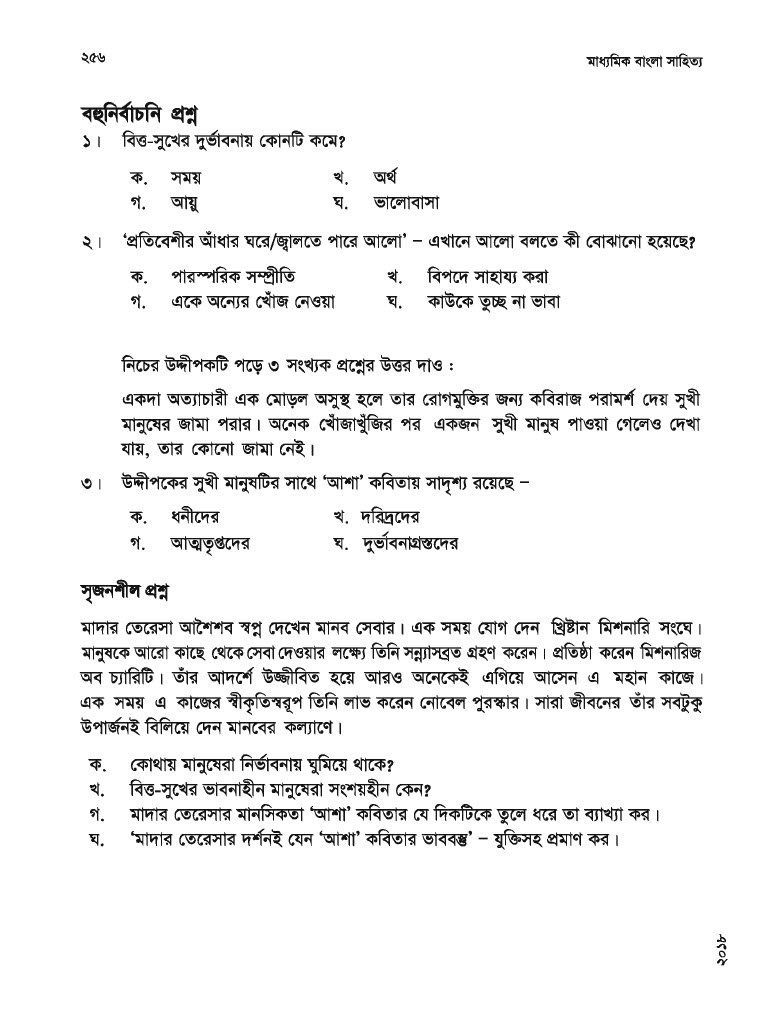 ২৫৬
মাধ্যমিক বাংলা সাহিত্য
বহুনির্বাচনি প্রশ্ন
১। বিত্ত-সুখের দুর্ভাবনায় কোনটি কমে?
ক. সময় খ. অর্থ
গ. আয়ু ঘ. ভালোবাসা
২। ‘প্রতিবেশীর আঁধার ঘরে/জ্বালতে পারে আলো’ – এখানে আলো বলতে কী বোঝানো হয়েছে?
ক. পারস্পরিক সম্প্রীতি খ. বিপদে সাহায্য করা
গ. একে অন্যের খোঁজ নেওয়া ঘ. কাউকে তুচ্ছ না ভাবা
নিচের উদ্দীপকটি পড়ে ৩ সংখ্যক প্রশ্নের উত্তর দাও :
একদা অত্যাচারী এক মোড়ল অসুস্থ হলে তার রোগমুক্তির জন্য কবিরাজ পরামর্শ দেয় সুখী
মানুষের জামা পরার। অনেক খোঁজাখুঁজির পর একজন সুখী মানুষ পাওয়া গেলেও দেখা
যায়, তার কোনো জামা নেই।
৩। উদ্দীপকের সুখী মানুষটির সাথে ‘আশা’ কবিতায় সাদৃশ্য রয়েছে –
ক. ধনীদের খ. দরিদ্রদের
গ. আত্মতৃপ্তদের ঘ. দুর্ভাবনাগ্রস্তদের
সৃজনশীল প্রশ্ন
মাদার তেরেসা আশৈশব স্বপ্ন দেখেন মানব সেবার। এক সময় যোগ দেন খ্রিষ্টান মিশনারি সংঘে।
মানুষকে আরো কাছে থেকে সেবা দেওয়ার লক্ষ্যে তিনি সন্ন্যাসব্রত গ্রহণ করেন। প্রতিষ্ঠা করেন মিশনারিজ
অব চ্যারিটি। তাঁর আদর্শে উজ্জীবিত হয়ে আরও অনেকেই এগিয়ে আসেন এ মহান কাজে।
এক সময় এ কাজের স্বীকৃতিস্বরূপ তিনি লাভ করেন নোবেল পুরস্কার। সারা জীবনের তাঁর সবটুকু
উপার্জনই বিলিয়ে দেন মানবের কল্যাণে।
ক. কোথায় মানুষেরা নির্ভাবনায় ঘুমিয়ে থাকে?
খ. বিত্ত-সুখের ভাবনাহীন মানুষেরা সংশয়হীন কেন?
গ. মাদার তেরেসার মানসিকতা ‘আশা’ কবিতার যে দিকটিকে তুলে ধরে তা ব্যাখ্যা কর।
ঘ. ‘মাদার তেরেসার দর্শনই যেন ‘আশা’ কবিতার ভাববস্তু’ – যুক্তিসহ প্রমাণ কর।
২০১৮